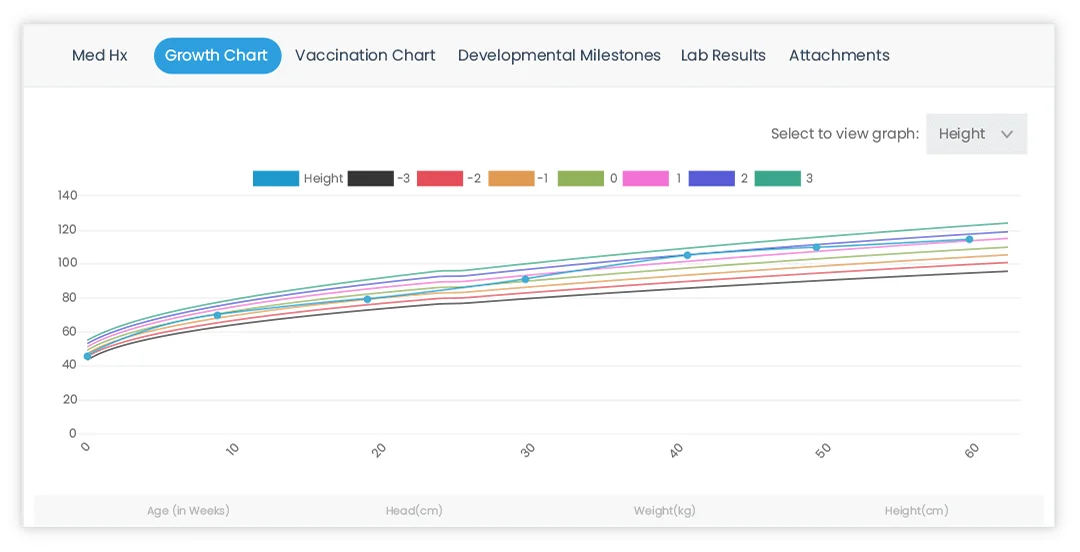 Med Hx Growth Chart Vaccination Chart Developmental Milestones Lab Results Attachments
Select to view graph: Height
Height -3 -2 -1 0 1 2 3
140
120
100
80
60
40
20
0
0 10 20 30 40 50 60
Age (in Weeks) Head(cm) Weight(kg) Height(cm)